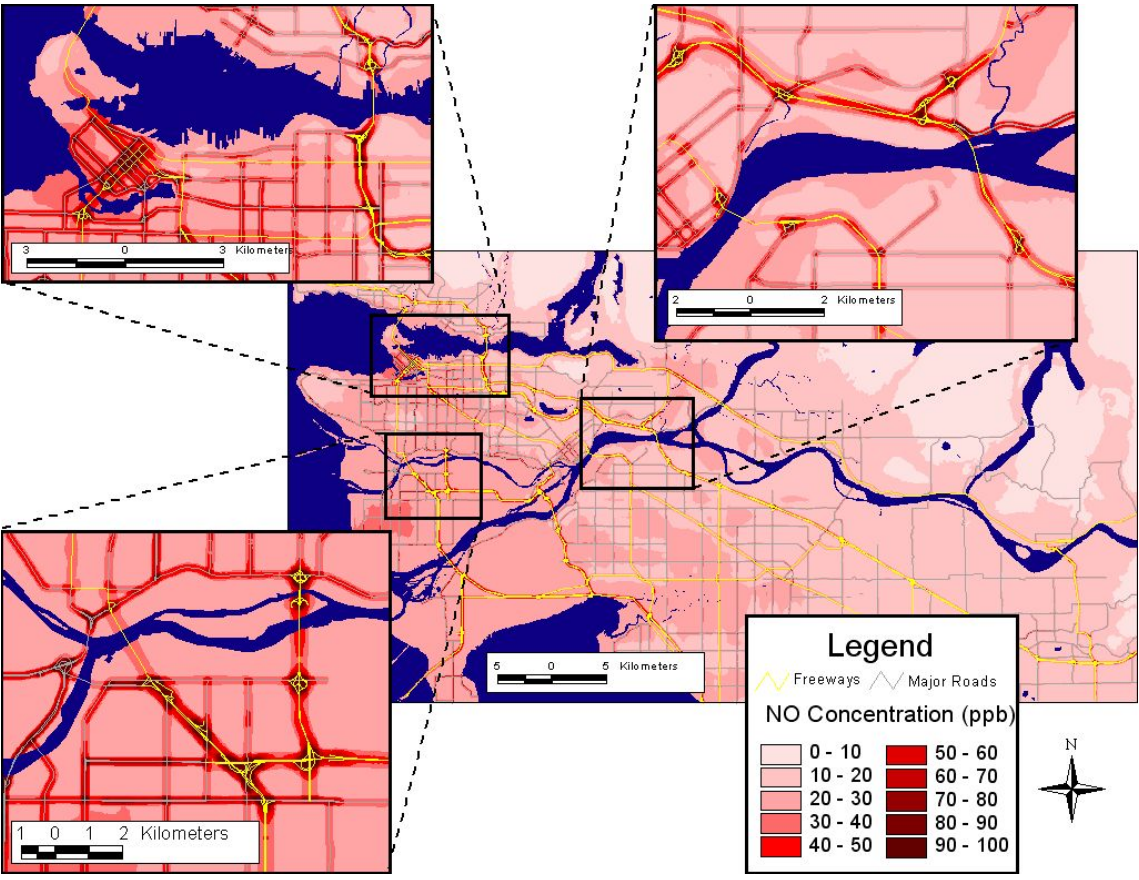 3 0 3 Kilometers
2 0 2 Kilometers
5 0 5 Kilometers
1 0 1 2 Kilometers
Legend
Freeways Major Roads
NO Concentration (ppb)
0 - 10 50 - 60
10 - 20 60 - 70
20 - 30 70 - 80
30 - 40 80 - 90
40 - 50 90 - 100
N